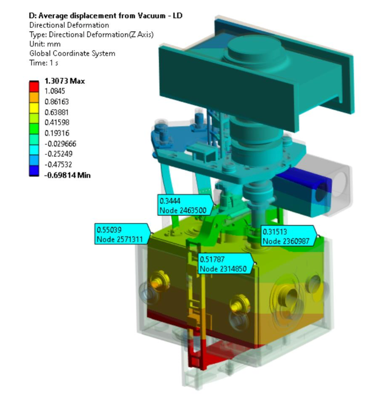 D: Average displacement from Vacuum - LD
Directional Deformation
Type: Directional Deformation(Z Axis)
Unit: mm
Global Coordinate System
Time: 1 s
1.3073 Max
1.0845
0.86163
0.63881
0.41598
0.19316
-0.029666
-0.25249
-0.47532
-0.69814 Min
0.3444
Node 2463500
0.55039
Node 2571311
0.31513
Node 2360987
0.51787
Node 2314850